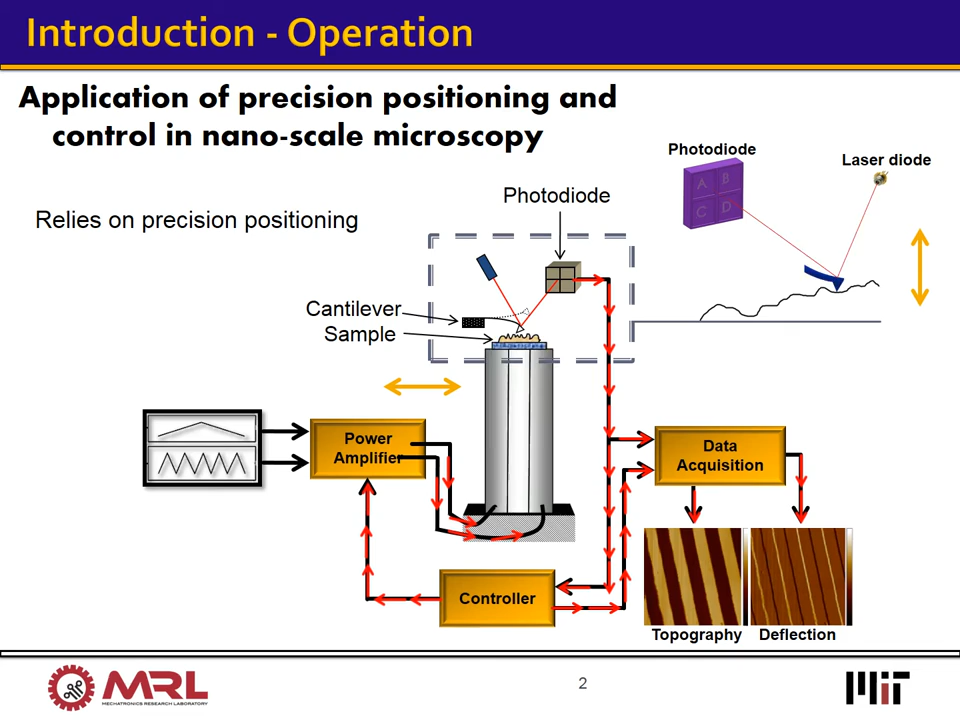 Introduction - Operation
Application of precision positioning and
control in nano-scale microscopy
Relies on precision positioning
Photodiode
Laser diode
A B
C D
Photodiode
Cantilever
Sample
Power
Amplifier
Data
Acquisition
Controller
Topography
Deflection
MRL
MECHATRONICS RESEARCH LABORATORY
2
MIT